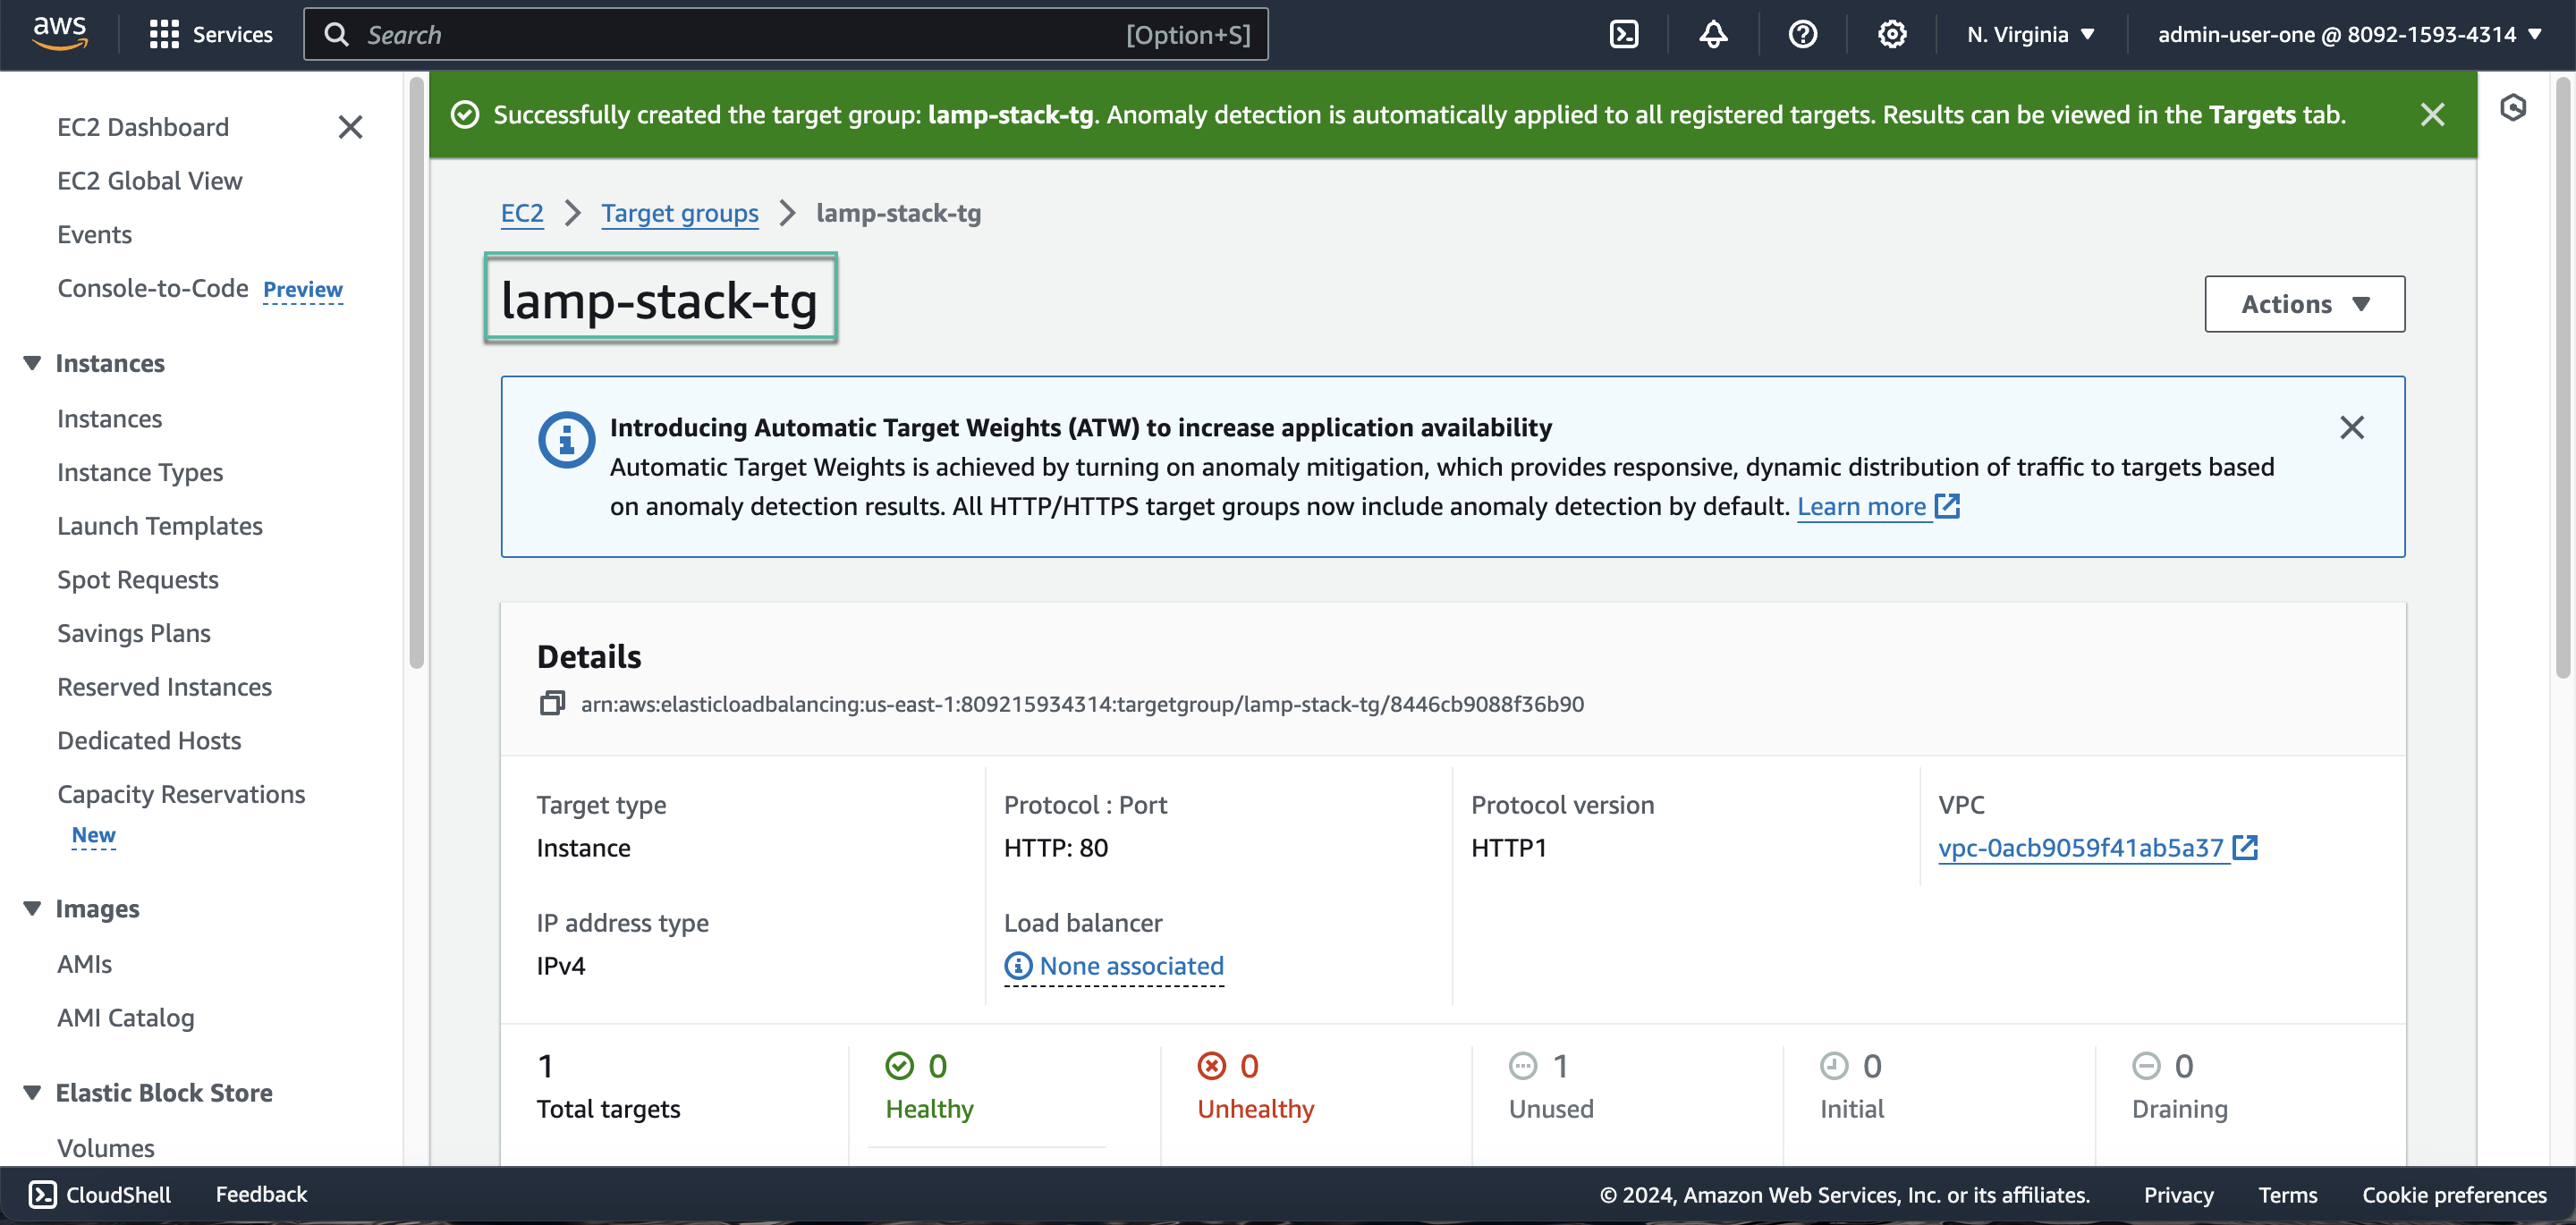 aws
Services
Search [Option+S]
N. Virginia
admin-user-one @ 8092-1593-4314
EC2 Dashboard
EC2 Global View
Events
Console-to-Code Preview
Instances
Instances
Instance Types
Launch Templates
Spot Requests
Savings Plans
Reserved Instances
Dedicated Hosts
Capacity Reservations
New
Images
AMIs
AMI Catalog
Elastic Block Store
Volumes
Successfully created the target group: lamp-stack-tg. Anomaly detection is automatically applied to all registered targets. Results can be viewed in the Targets tab.
EC2 Target groups lamp-stack-tg
lamp-stack-tg
Actions
Introducing Automatic Target Weights (ATW) to increase application availability
Automatic Target Weights is achieved by turning on anomaly mitigation, which provides responsive, dynamic distribution of traffic to targets based
on anomaly detection results. All HTTP/HTTPS target groups now include anomaly detection by default. Learn more
Details
arn:aws:elasticloadbalancing:us-east-1:809215934314:targetgroup/lamp-stack-tg/8446cb9088f36b90
Target type
Instance
Protocol : Port
HTTP: 80
Protocol version
HTTP1
VPC
vpc-0acb9059f41ab5a37
IP address type
IPv4
Load balancer
None associated
1
Total targets
0
Healthy
0
Unhealthy
1
Unused
0
Initial
0
Draining
CloudShell
Feedback
© 2024, Amazon Web Services, Inc. or its affiliates.
Privacy
Terms
Cookie preferences